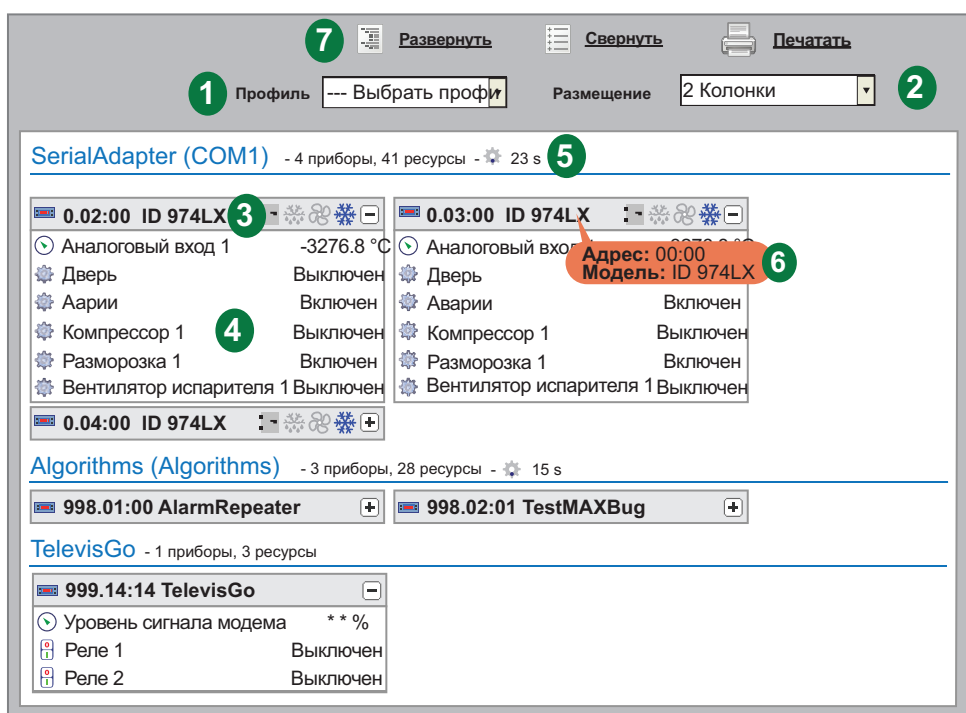 7 Развернуть Свернуть Печатать
1 Профиль --- Выбрать профи Размещение 2 Колонки 2
SerialAdapter (COM1) - 4 приборы, 41 ресурсы - 23 s 5
0.02:00 ID 974LX 3
Аналоговый вход 1 -3276.8 °C
Дверь Выключен
Аарии Включен
Компрессор 1 4 Выключен
Разморозка 1 Включен
Вентилятор испарителя 1 Выключен
0.03:00 ID 974LX
Аналоговый вхо
Адрес: 00:00
Модель: ID 974LX 6
Дверь
Аварии Включен
Компрессор 1 Выключен
Разморозка 1 Включен
Вентилятор испарителя 1 Выключен
0.04:00 ID 974LX
Algorithms (Algorithms) - 3 приборы, 28 ресурсы - 15 s
998.01:00 AlarmRepeater
998.02:01 TestMAXBug
TelevisGo - 1 приборы, 3 ресурсы
999.14:14 TelevisGo
Уровень сигнала модема * * %
Реле 1 Выключен
Реле 2 Выключен